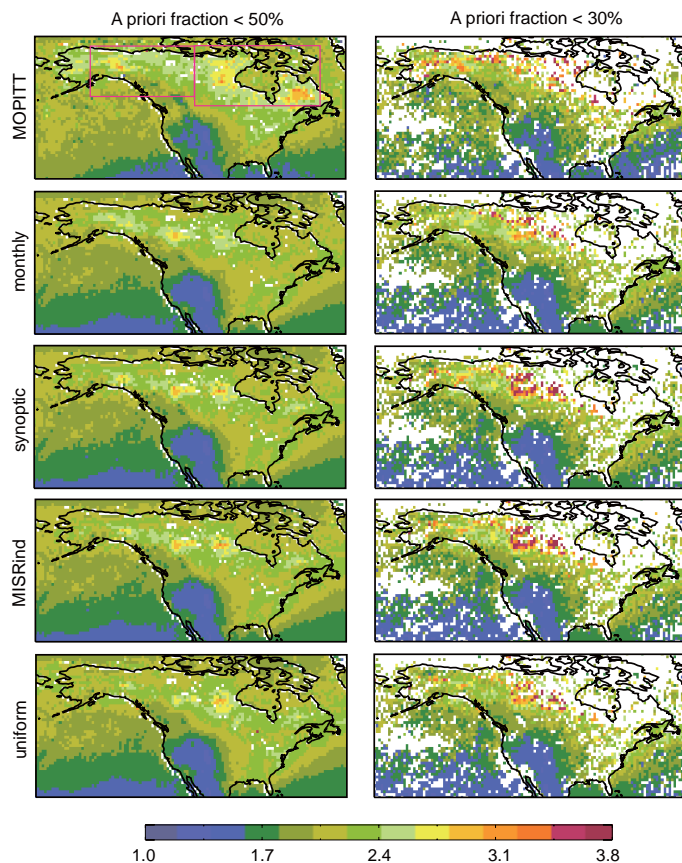 A priori fraction < 50%
A priori fraction < 30%
MOPITT
monthly
synoptic
MISRind
uniform
1.0 1.7 2.4 3.1 3.8